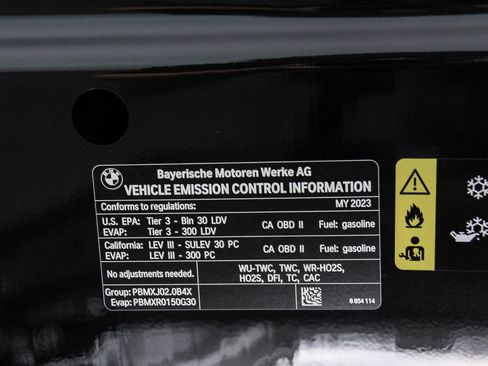 BMW
Bayerische Motoren Werke AG
VEHICLE EMISSION CONTROL INFORMATION
Conforms to regulations: MY 2023
U.S. EPA: Tier 3 - Bin 30 LDV CA OBD II Fuel: gasoline
EVAP: Tier 3 - 300 LDV
California: LEV III - SULEV 30 PC CA OBD II Fuel: gasoline
EVAP: LEV III - 300 PC
No adjustments needed. WU-TWC, TWC, WR-HO2S,
HO2S, DFI, TC, CAC
Group: PBMXJ02.0B4X
Evap: PBMXR0150G30 8 854 114